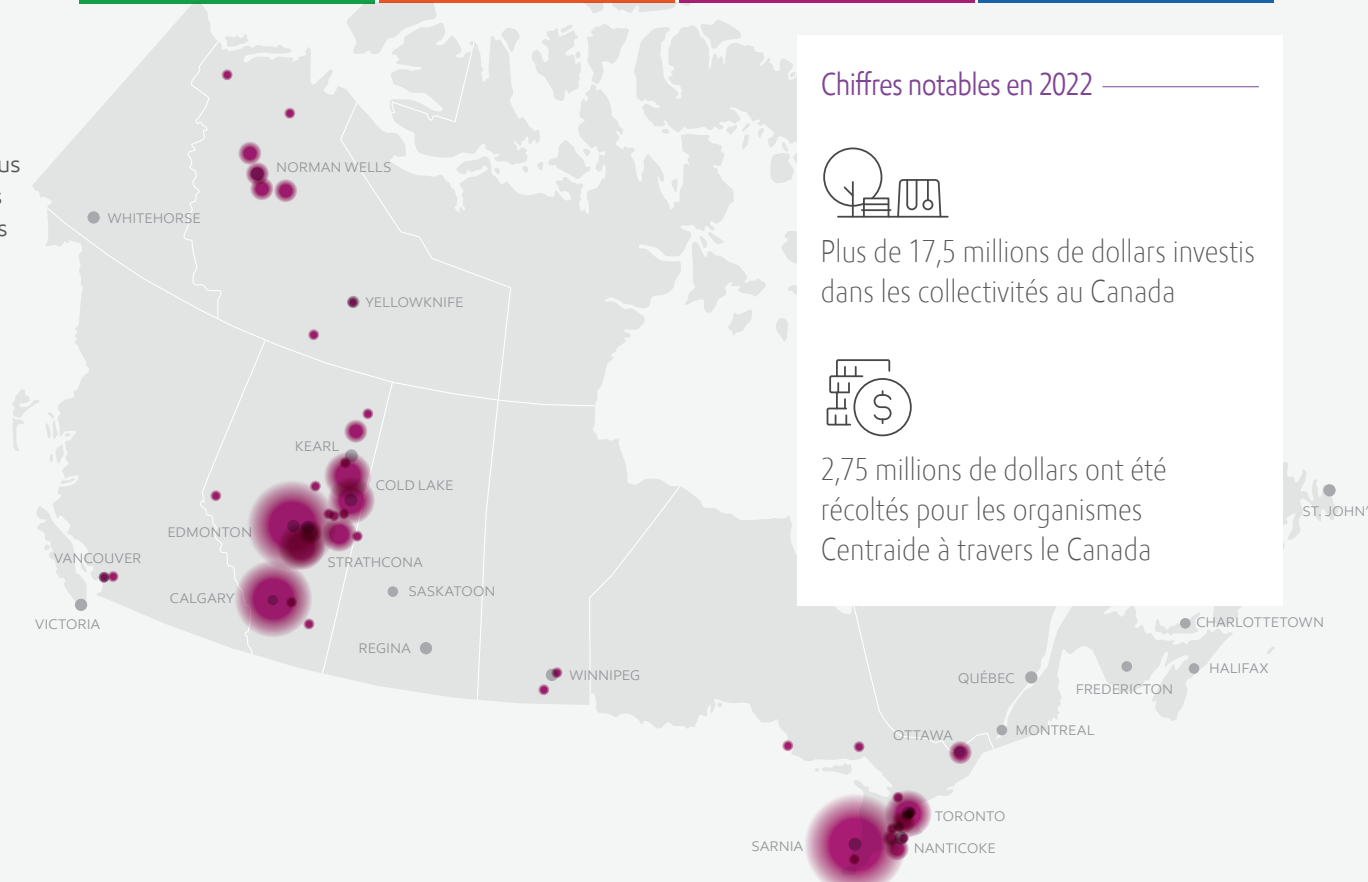 us
s
s
Chiffres notables en 2022
Plus de 17,5 millions de dollars investis
dans les collectivités au Canada
$
2,75 millions de dollars ont été
récoltés pour les organismes
Centraide à travers le Canada
NORMAN WELLS
WHITEHORSE
YELLOWKNIFE
KEARL
COLD LAKE
EDMONTON
STRATHCONA
VANCOUVER
CALGARY
SASKATOON
VICTORIA
REGINA
WINNIPEG
ST. JOHN'
CHARLOTTETOWN
HALIFAX
QUÉBEC
FREDERICTON
MONTREAL
OTTAWA
TORONTO
SARNIA
NANTICOKE